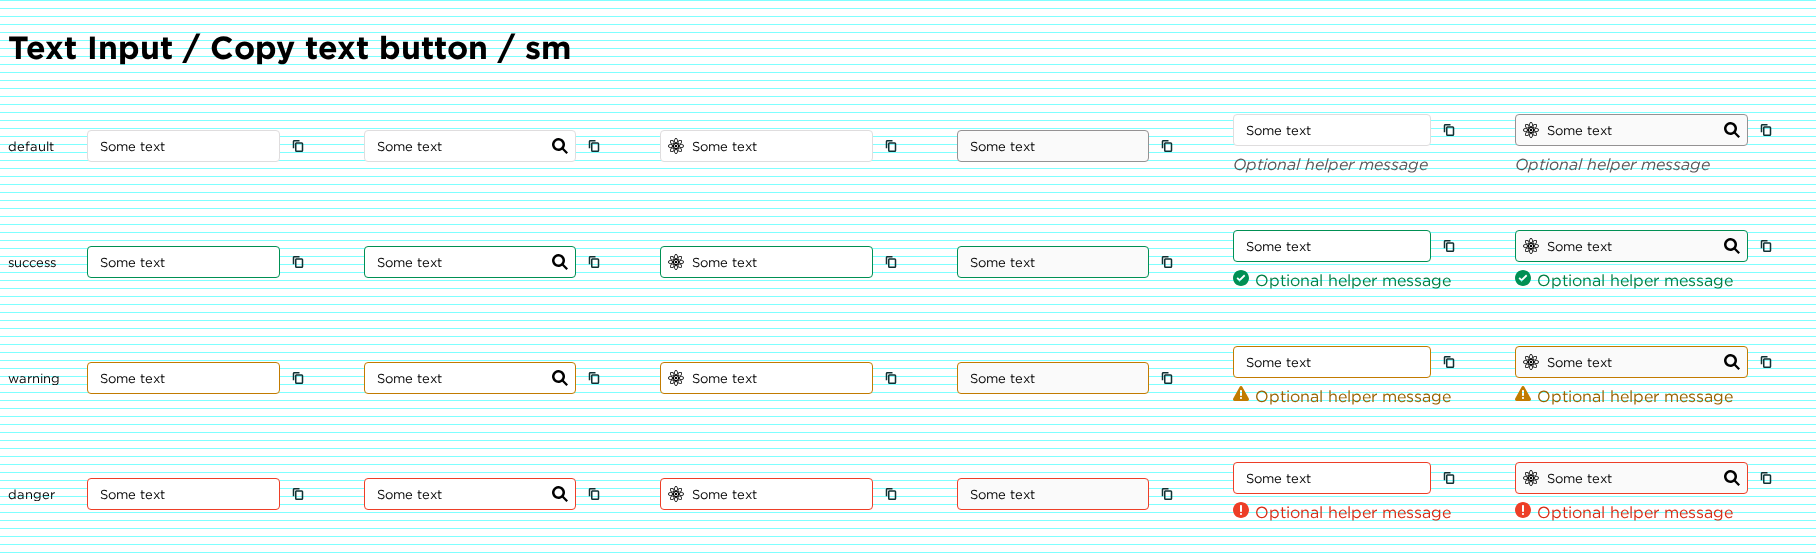 Text Input / Copy text button / sm
default Some text Some text Some text Some text Some text Some text
Optional helper message Optional helper message
success Some text Some text Some text Some text Some text Some text
Optional helper message Optional helper message
warning Some text Some text Some text Some text Some text Some text
Optional helper message Optional helper message
danger Some text Some text Some text Some text Some text Some text
Optional helper message Optional helper message